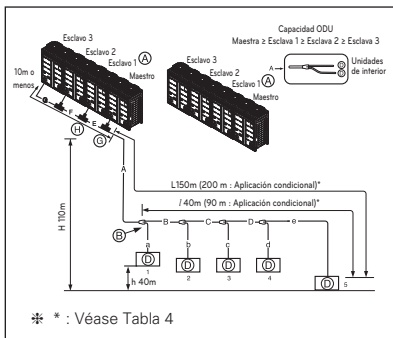 Capacidad ODU
Maestra ≥ Esclava 1 ≥ Esclava 2 ≥ Esclava 3
A
Unidades
de interior
Esclavo 3
Esclavo 2
Esclavo 1 A
Maestro
10m o
menos
F
E
H
G
Esclavo 3
Esclavo 2
Esclavo 1 A
Maestro
A
L150m (200 m : Aplicación condicional)*
l 40m (90 m : Aplicación condicional)*
H 110m
B
B
C
D
e
a
b
c
d
D
D
D
D
D
1
2
3
4
5
h 40m
❈ * : Véase Tabla 4